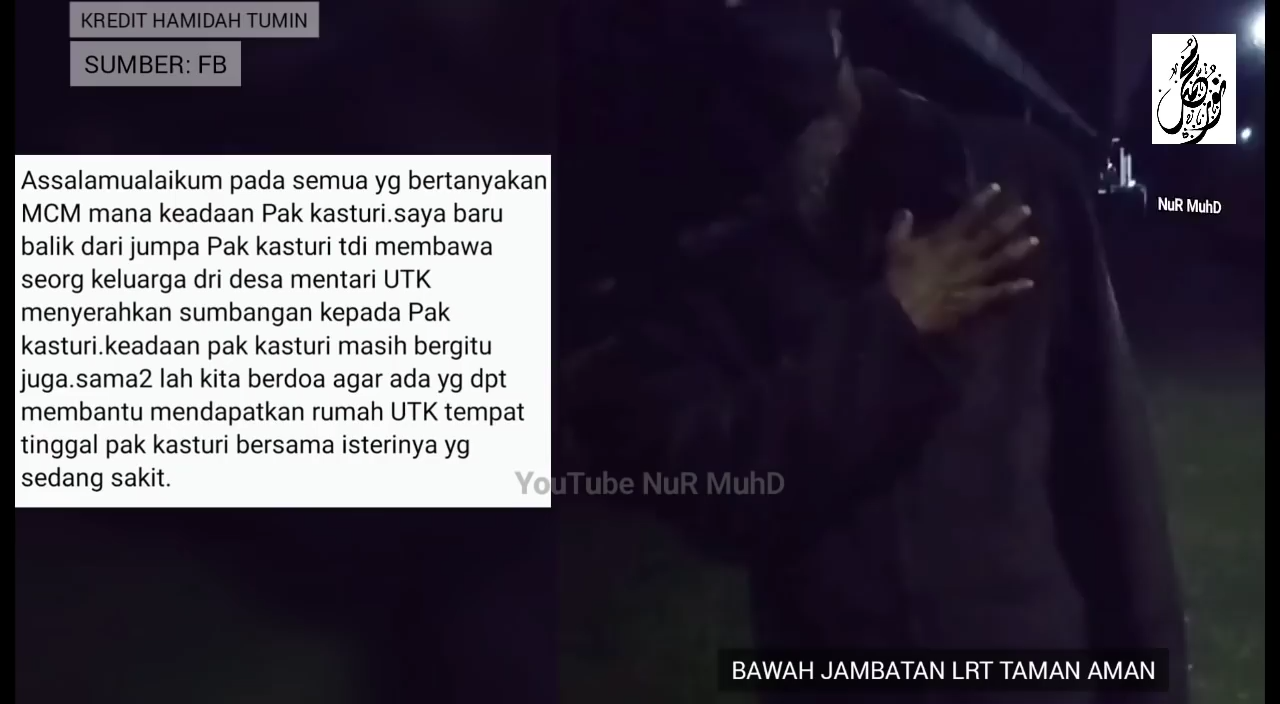 KREDIT HAMIDAH TUMIN
SUMBER: FB
Assalamualaikum pada semua yg bertanyakan
MCM mana keadaan Pak kasturi.saya baru
balik dari jumpa Pak kasturi tdi membawa
seorg keluarga dri desa mentari UTK
menyerahkan sumbangan kepada Pak
kasturi.keadaan pak kasturi masih bergitu
juga.sama2 lah kita berdoa agar ada yg dpt
membantu mendapatkan rumah UTK tempat
tinggal pak kasturi bersama isterinya yg
sedang sakit.
NuR MuhD
YouTube NuR MuhD
BAWAH JAMBATAN LRT TAMAN AMAN